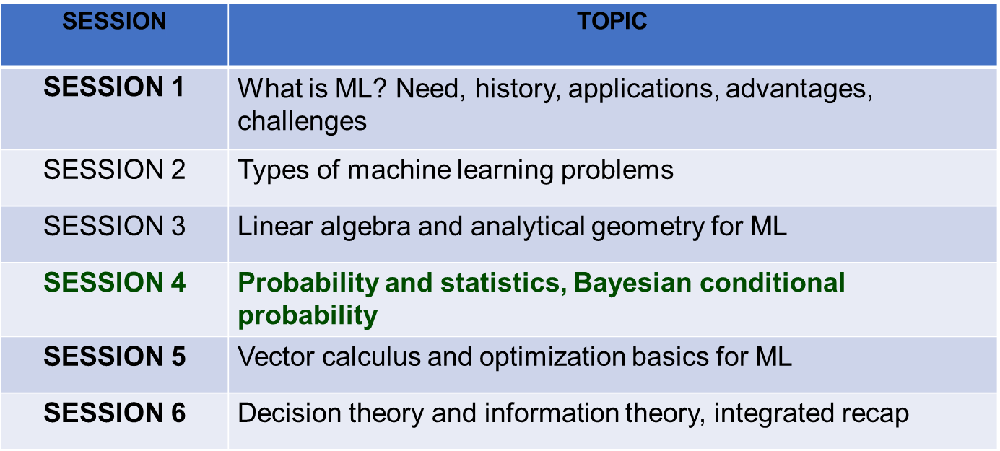 SESSION TOPIC
SESSION 1 What is ML? Need, history, applications, advantages,
challenges
SESSION 2 Types of machine learning problems
SESSION 3 Linear algebra and analytical geometry for ML
SESSION 4 Probability and statistics, Bayesian conditional
probability
SESSION 5 Vector calculus and optimization basics for ML
SESSION 6 Decision theory and information theory, integrated recap